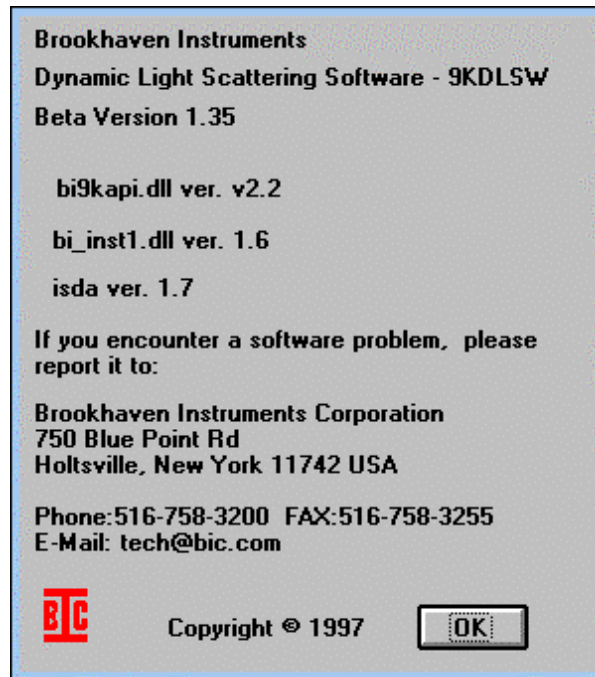 Brookhaven Instruments
Dynamic Light Scattering Software - 9KDLSW
Beta Version 1.35
bi9kapi.dll ver. v2.2
bi_inst1.dll ver. 1.6
isda ver. 1.7
If you encounter a software problem, please
report it to:
Brookhaven Instruments Corporation
750 Blue Point Rd
Holtsville, New York 11742 USA
Phone:516-758-3200 FAX:516-758-3255
E-Mail: tech@bic.com
BIC
Copyright © 1997
OK